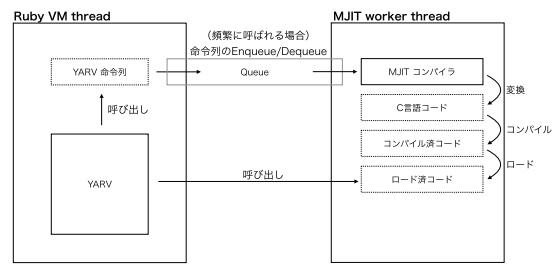 Ruby VM thread
MJIT worker thread
（頻繁に呼ばれる場合）
命令列のEnqueue/Dequeue
YARV 命令列
Queue
MJIT コンパイラ
変換
呼び出し
C言語コード
コンパイル
コンパイル済コード
ロード
YARV
呼び出し
ロード済コード